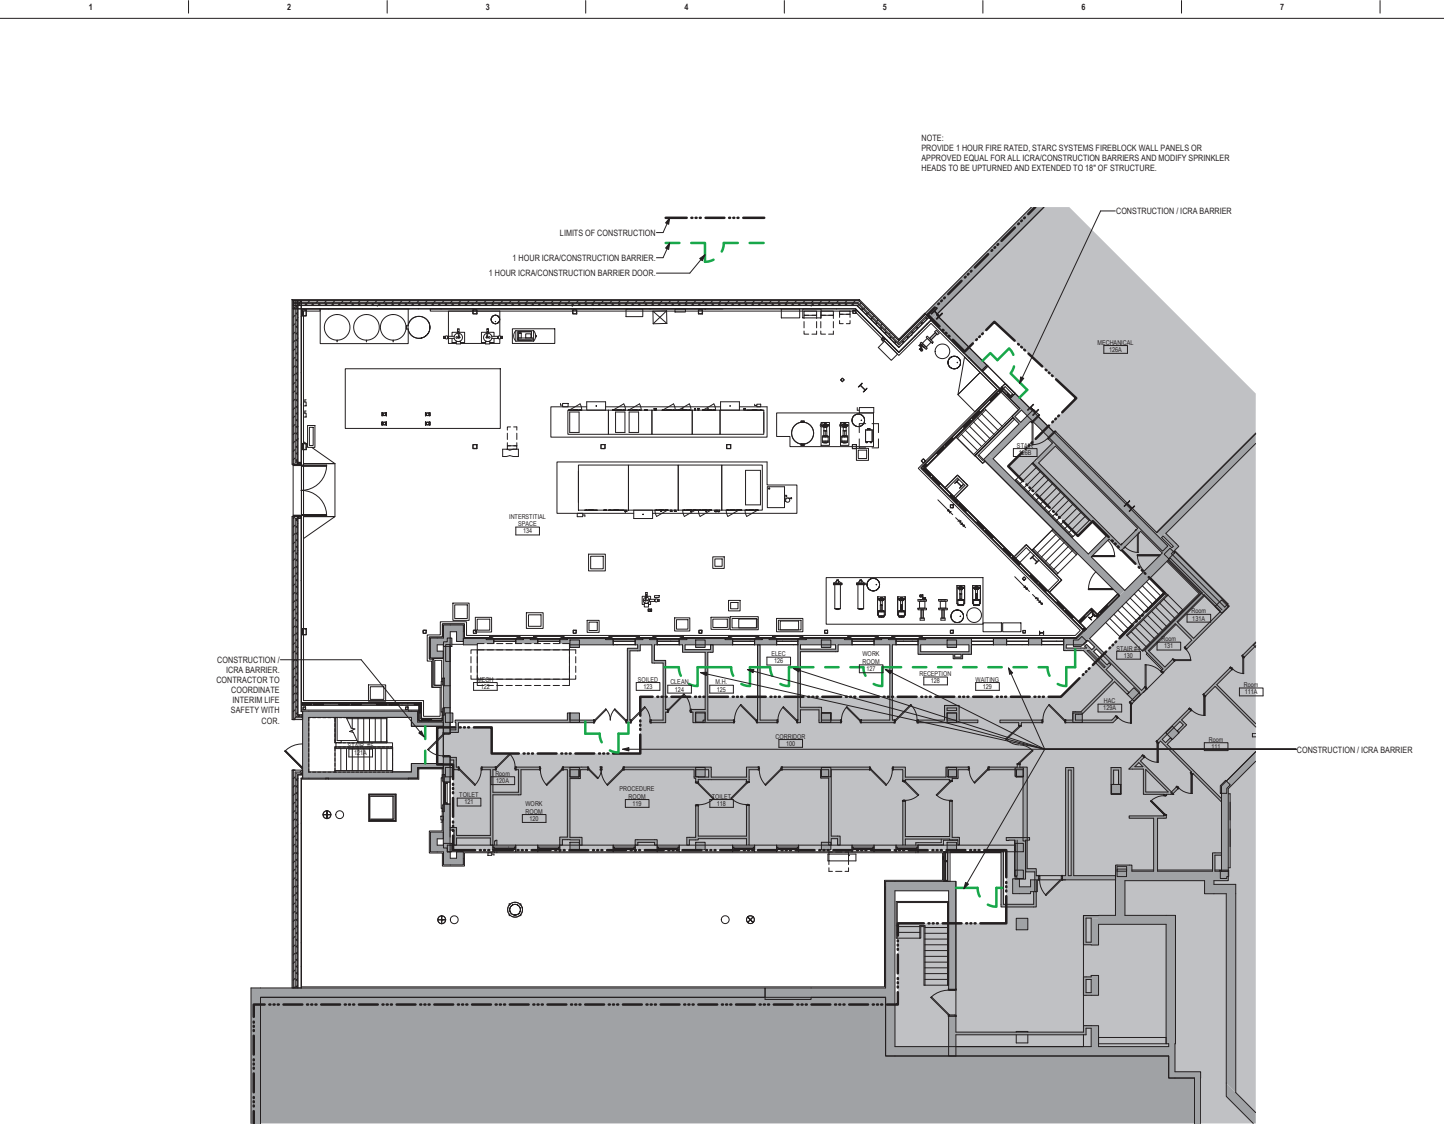 1 2 3 4 5 6 7
NOTE:
PROVIDE 1 HOUR FIRE RATED, STARC SYSTEMS FIREBLOCK WALL PANELS OR
APPROVED EQUAL FOR ALL ICRA/CONSTRUCTION BARRIERS AND MODIFY SPRINKLER
HEADS TO BE UPTURNED AND EXTENDED TO 18" OF STRUCTURE.
CONSTRUCTION / ICRA BARRIER
LIMITS OF CONSTRUCTION
1 HOUR ICRA/CONSTRUCTION BARRIER.
1 HOUR ICRA/CONSTRUCTION BARRIER DOOR.
MECHANICAL
126A
INTERSTITIAL
SPACE
134
Room
131A
Room
131
STAIR #1
130
CONSTRUCTION /
ICRA BARRIER.
CONTRACTOR TO
COORDINATE
INTERIM LIFE
SAFETY WITH
COR.
MECH
122
SOILED
123
CLEAN
124
M.H.
125
ELEC
126
WORK
ROOM
127
RECEPTION
128
WAITING
129
HAC
129A
Room
111A
Room
111
CORRIDOR
100
CONSTRUCTION / ICRA BARRIER
121A
Room
120A
TOILET
121
WORK
ROOM
120
PROCEDURE
ROOM
119
TOILET
118